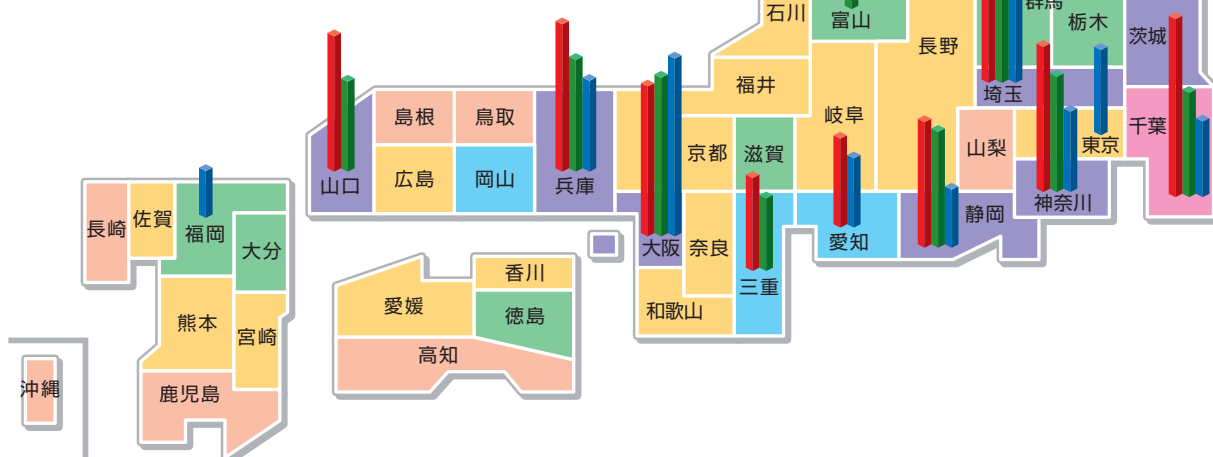 群馬
石川
富山
栃木
茨城
長野
福井
埼玉
岐阜
島根
鳥取
千葉
京都
滋賀
山梨
東京
山口
広島
岡山
兵庫
神奈川
長崎
佐賀
福岡
静岡
大分
大阪
奈良
愛知
三重
香川
愛媛
徳島
和歌山
熊本
宮崎
高知
沖縄
鹿児島